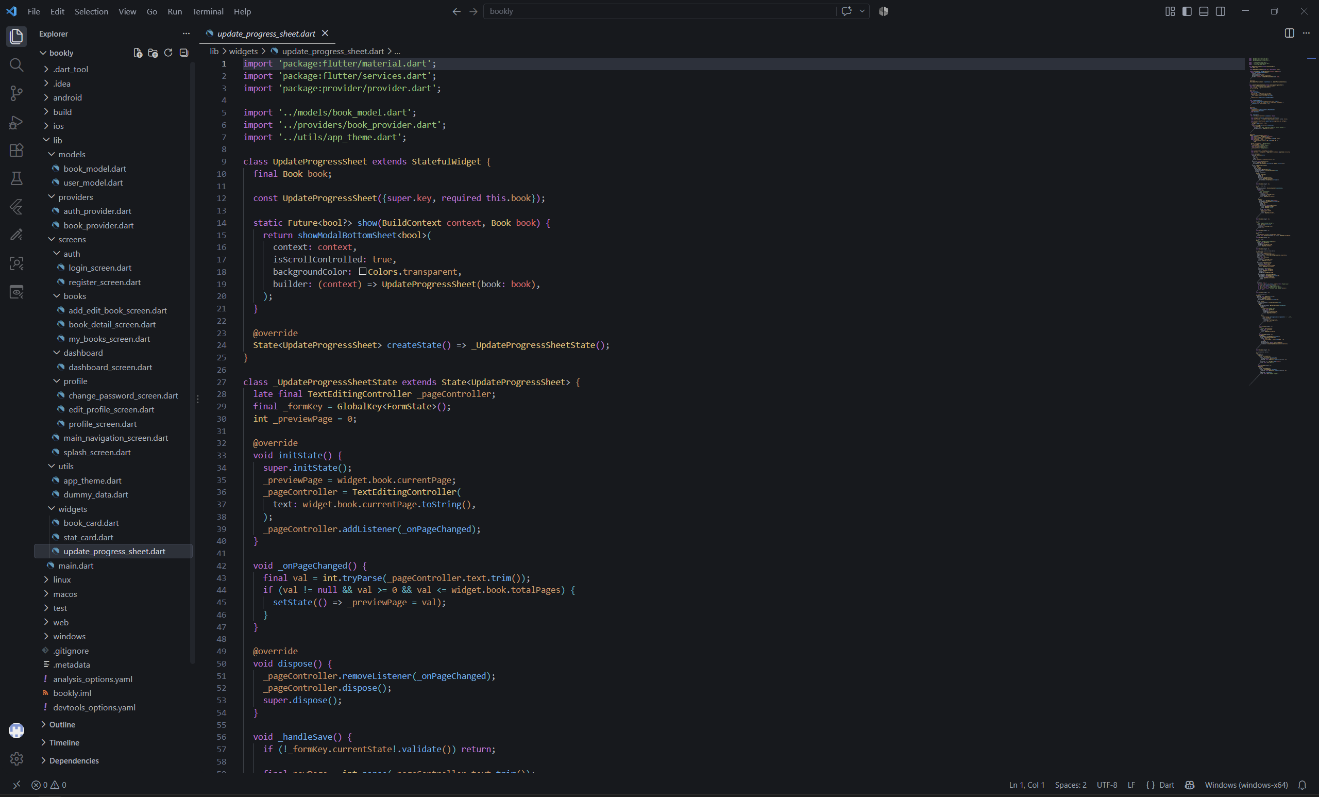 File Edit Selection View Go Run Terminal Help
bookly
Explorer
bookly
.dart_tool
.idea
android
build
ios
lib
models
book_model.dart
user_model.dart
providers
auth_provider.dart
book_provider.dart
screens
auth
login_screen.dart
register_screen.dart
books
add_edit_book_screen.dart
book_detail_screen.dart
my_books_screen.dart
dashboard
dashboard_screen.dart
profile
change_password_screen.dart
edit_profile_screen.dart
profile_screen.dart
main_navigation_screen.dart
splash_screen.dart
utils
app_theme.dart
dummy_data.dart
widgets
book_card.dart
stat_card.dart
update_progress_sheet.dart
main.dart
linux
macos
test
web
windows
.gitignore
.metadata
analysis_options.yaml
bookly.iml
devtools_options.yaml
Outline
Timeline
Dependencies
update_progress_sheet.dart
lib > widgets > update_progress_sheet.dart > ...
1 import 'package:flutter/material.dart';
2 import 'package:flutter/services.dart';
3 import 'package:provider/provider.dart';
4
5 import '../models/book_model.dart';
6 import '../providers/book_provider.dart';
7 import '../utils/app_theme.dart';
8
9 class UpdateProgressSheet extends StatefulWidget {
10 final Book book;
11
12 const UpdateProgressSheet({super.key, required this.book});
13
14 static Future<bool?> show(BuildContext context, Book book) {
15 return showModalBottomSheet<bool>(
16 context: context,
17 isScrollControlled: true,
18 backgroundColor: Colors.transparent,
19 builder: (context) => UpdateProgressSheet(book: book),
20 );
21 }
22
23 @override
24 State<UpdateProgressSheet> createState() => _UpdateProgressSheetState();
25 }
26
27 class _UpdateProgressSheetState extends State<UpdateProgressSheet> {
28 late final TextEditingController _pageController;
29 final _formKey = GlobalKey<FormState>();
30 int _previewPage = 0;
31
32 @override
33 void initState() {
34 super.initState();
35 _previewPage = widget.book.currentPage;
36 _pageController = TextEditingController(
37 text: widget.book.currentPage.toString(),
38 );
39 _pageController.addListener(_onPageChanged);
40 }
41
42 void _onPageChanged() {
43 final val = int.tryParse(_pageController.text.trim());
44 if (val != null && val >= 0 && val <= widget.book.totalPages) {
45 setState(() => _previewPage = val);
46 }
47 }
48
49 @override
50 void dispose() {
51 _pageController.removeListener(_onPageChanged);
52 _pageController.dispose();
53 super.dispose();
54 }
55
56 void _handleSave() {
57 if (!_formKey.currentState!.validate()) return;
58
0 0
Ln 1, Col 1 Spaces: 2 UTF-8 LF { } Dart Windows (windows-x64)